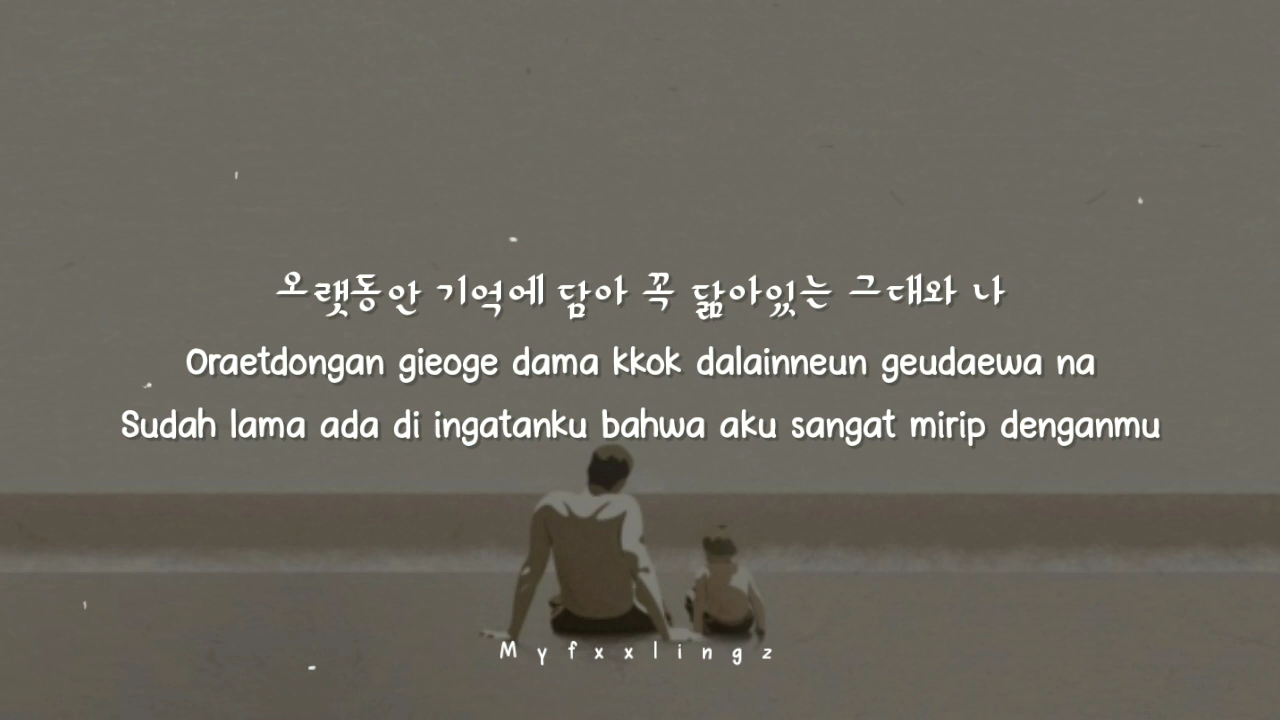 오랫동안 기억에 담아 꼭 닮아있는 그대와 나
Oraetdongan gieoge dama kkok dalainneun geudaewa na
Sudah lama ada di ingatanku bahwa aku sangat mirip denganmu
Myfxxlingz